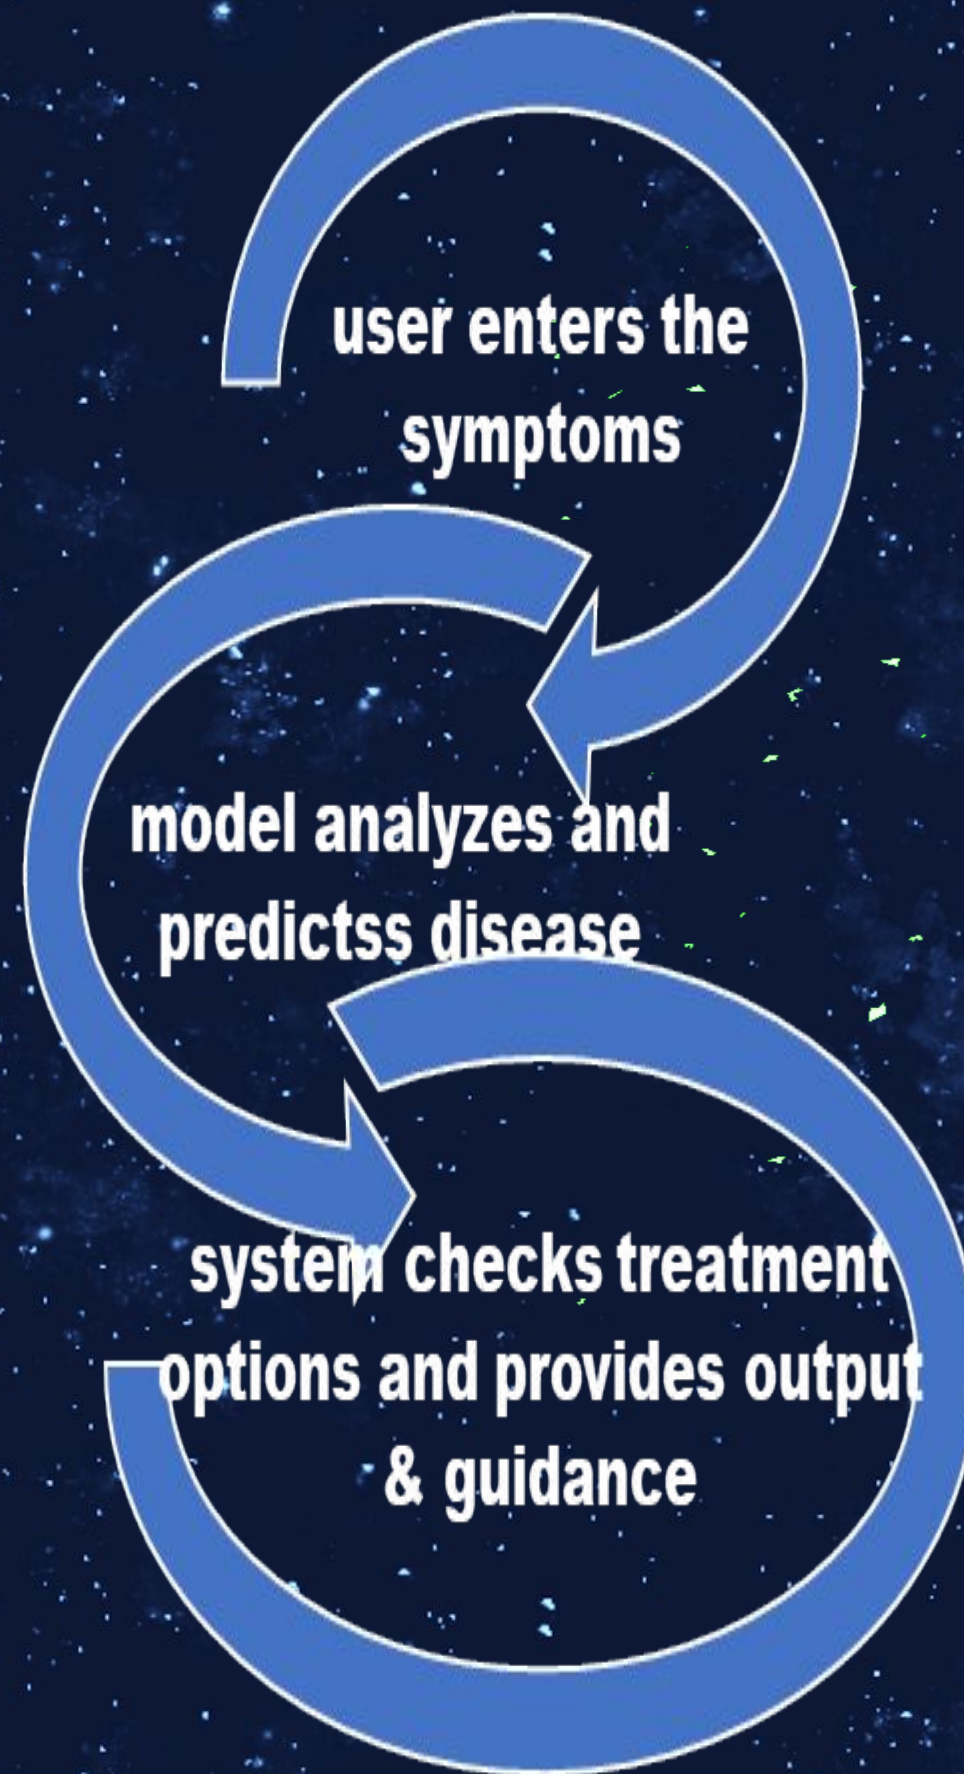 user enters the
symptoms
model analyzes and
predictss disease
system checks treatment
options and provides output
& guidance